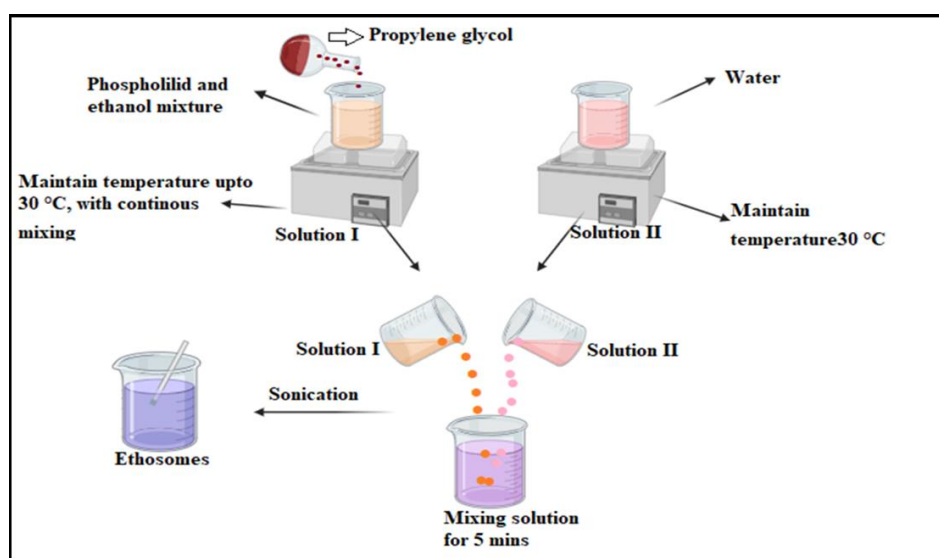 Propylene glycol
Phospholilid and
ethanol mixture
Water
Maintain temperature upto
30 °C, with continous
mixing
Solution I
Solution II
Maintain
temperature30 °C
Solution I
Solution II
Sonication
Ethosomes
Mixing solution
for 5 mins